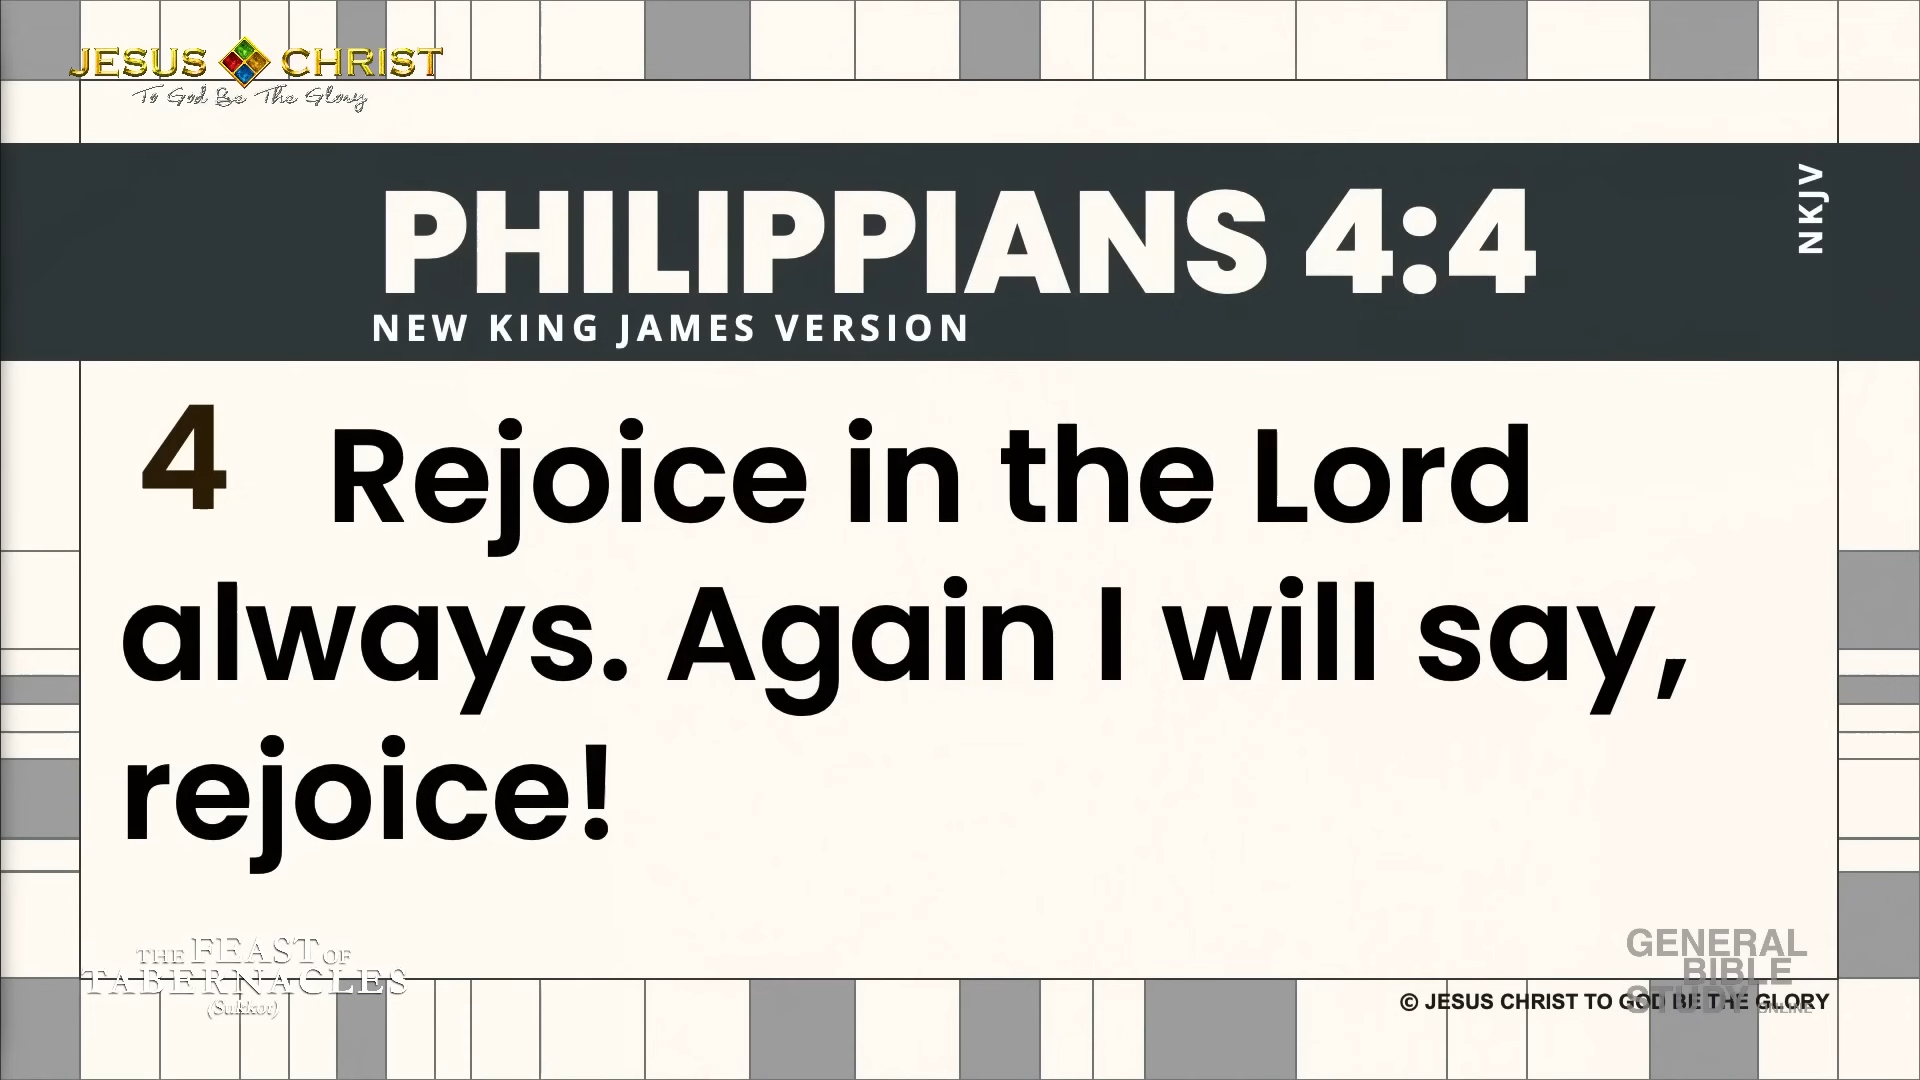 JESUS CHRIST
To God Be The Glory
PHILIPPIANS 4:4
NKJV
NEW KING JAMES VERSION
4 Rejoice in the Lord
always. Again I will say,
rejoice!
THE FEAST OF
TABERNACLES
(Sukkot)
GENERAL
BIBLE
STUDY ONLINE
© JESUS CHRIST TO GOD BE THE GLORY